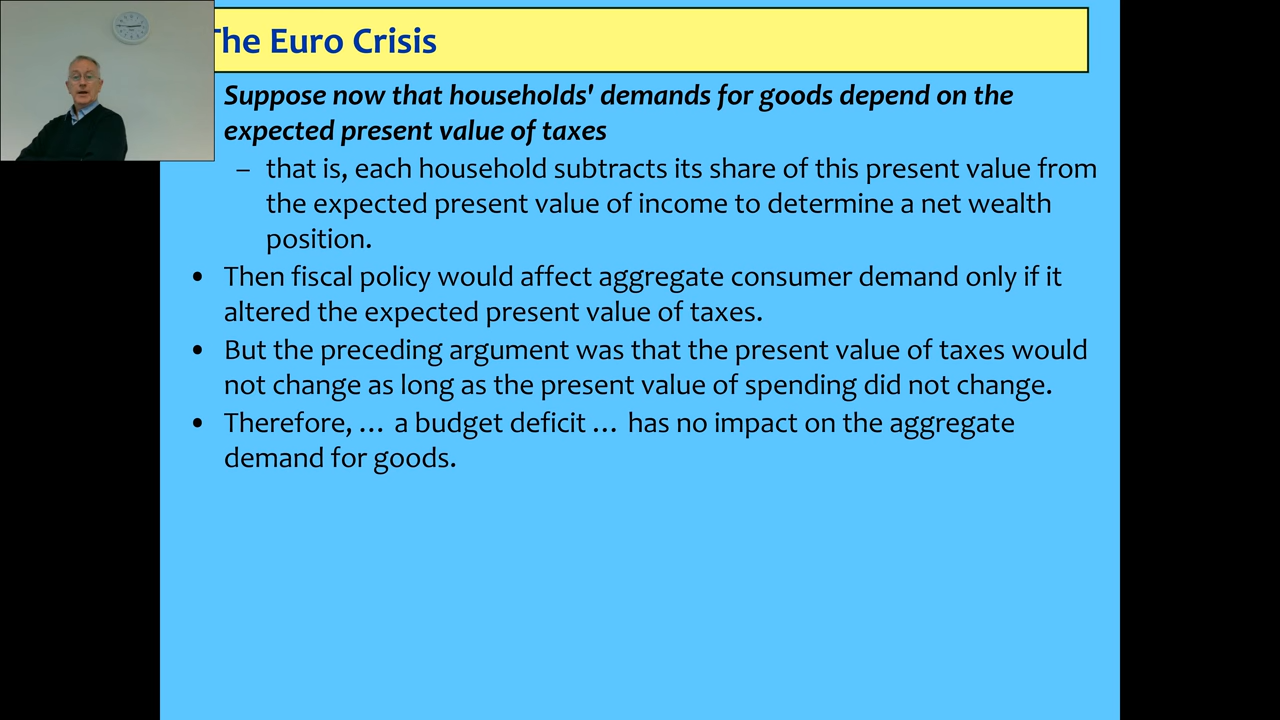 The Euro Crisis
Suppose now that households' demands for goods depend on the
expected present value of taxes
– that is, each household subtracts its share of this present value from
the expected present value of income to determine a net wealth
position.
• Then fiscal policy would affect aggregate consumer demand only if it
altered the expected present value of taxes.
• But the preceding argument was that the present value of taxes would
not change as long as the present value of spending did not change.
• Therefore, … a budget deficit … has no impact on the aggregate
demand for goods.